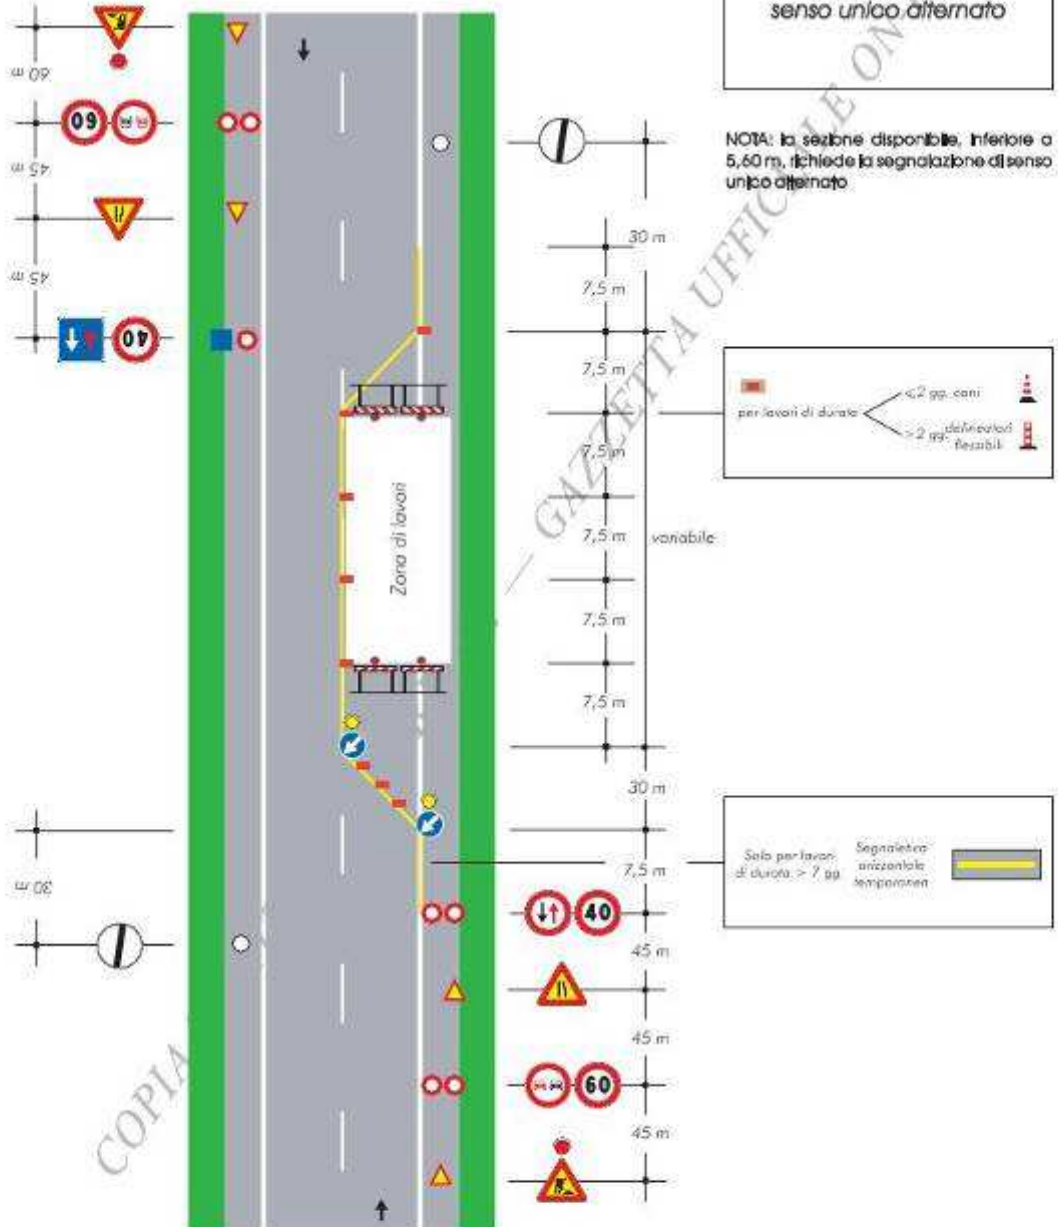 senso unico alternato
NOTA: la sezione disponibile, inferiore a
5,60 m, richiede la segnalazione di senso
unico alternato
60 m
60
45 m
45 m
40
30 m
7,5 m
7,5 m
7,5 m
7,5 m
7,5 m
7,5 m
variabile
Zona di lavori
per lavori di durata
<2 gg. coni
>2 gg. delineatori
flessibili
30 m
7,5 m
Solo per lavori
di durata > 7 gg.
Segnaletica
orizzontale
temporanea
30 m
40
45 m
45 m
60
45 m
COPIA
— GAZZETTA UFFICIALE ON-